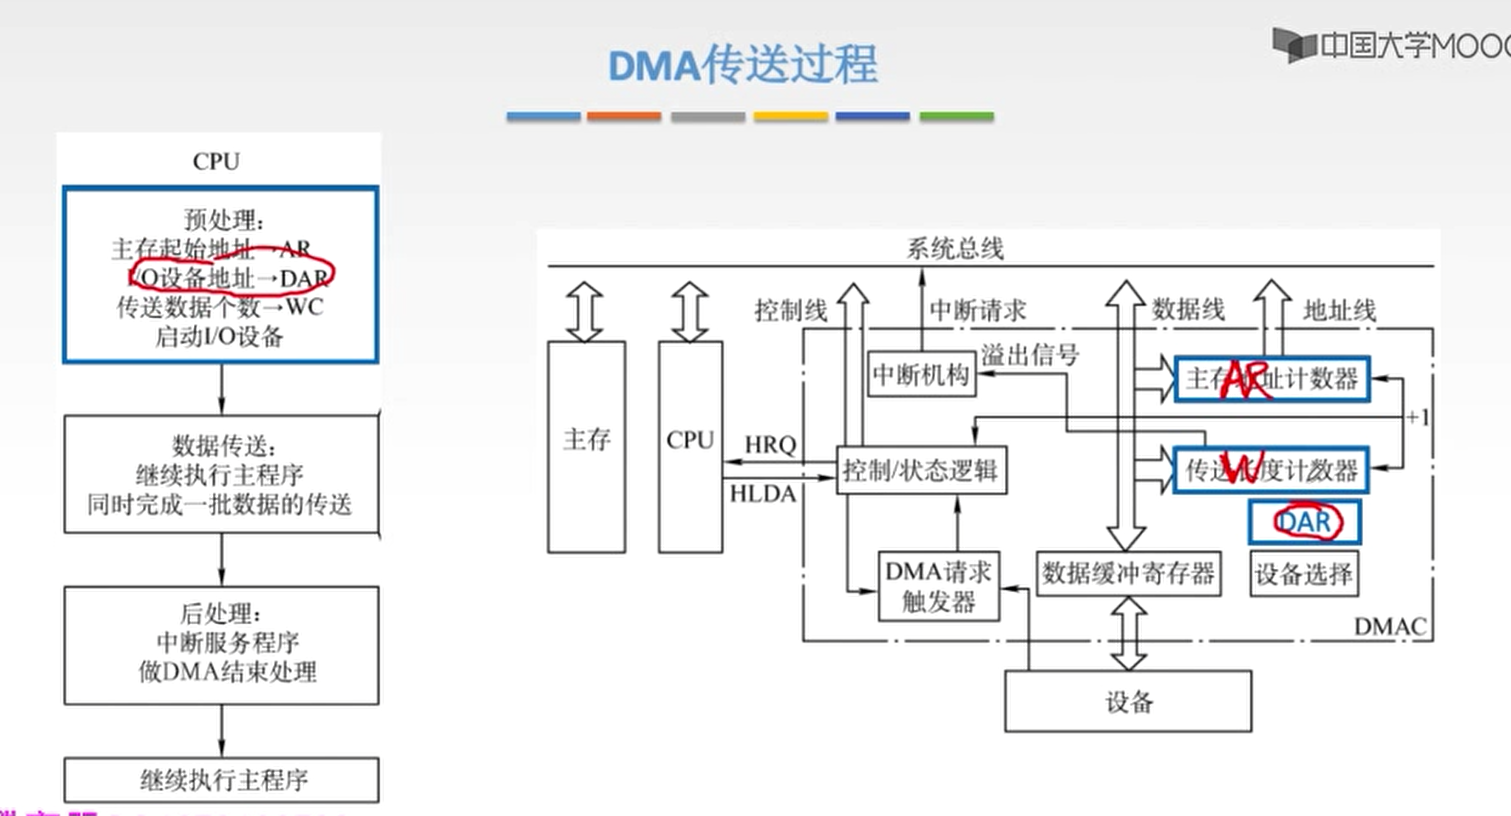 DMA传送过程
中国大学MOOC
CPU
预处理:
主存起始地址→AR
I/O设备地址→DAR
传送数据个数→WC
启动I/O设备
数据传送:
继续执行主程序
同时完成一批数据的传送
后处理:
中断服务程序
做DMA结束处理
继续执行主程序
系统总线
控制线
中断请求
数据线
地址线
溢出信号
中断机构
主存地址计数器
AR
+1
主存
CPU
HRQ
HLDA
控制/状态逻辑
传送长度计数器
W
DAR
DMA请求
触发器
数据缓冲寄存器
设备选择
DMAC
设备